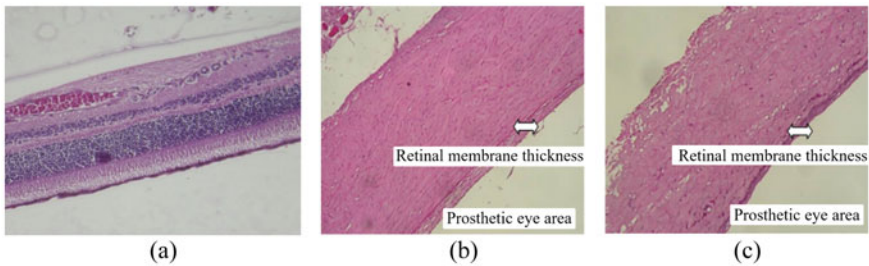 Retinal membrane thickness
Prosthetic eye area
Retinal membrane thickness
Prosthetic eye area
(a)
(b)
(c)